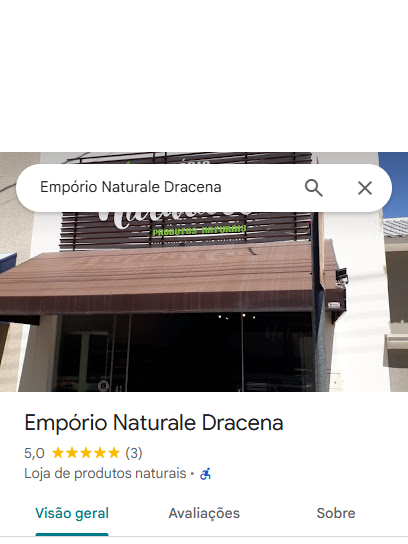 Empório Naturale Dracena
PRODUTOS NATURAIS
Empório Naturale Dracena
5,0 (3)
Loja de produtos naturais ·
Visão geral
Avaliações
Sobre